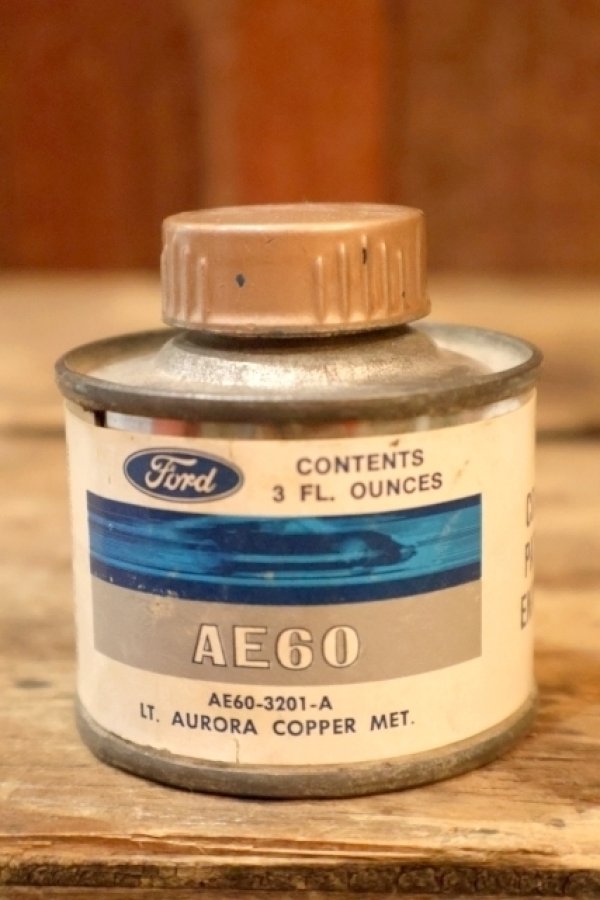 Ford
CONTENTS
3 FL. OUNCES
AE60
AE60-3201-A
LT. AURORA COPPER MET.